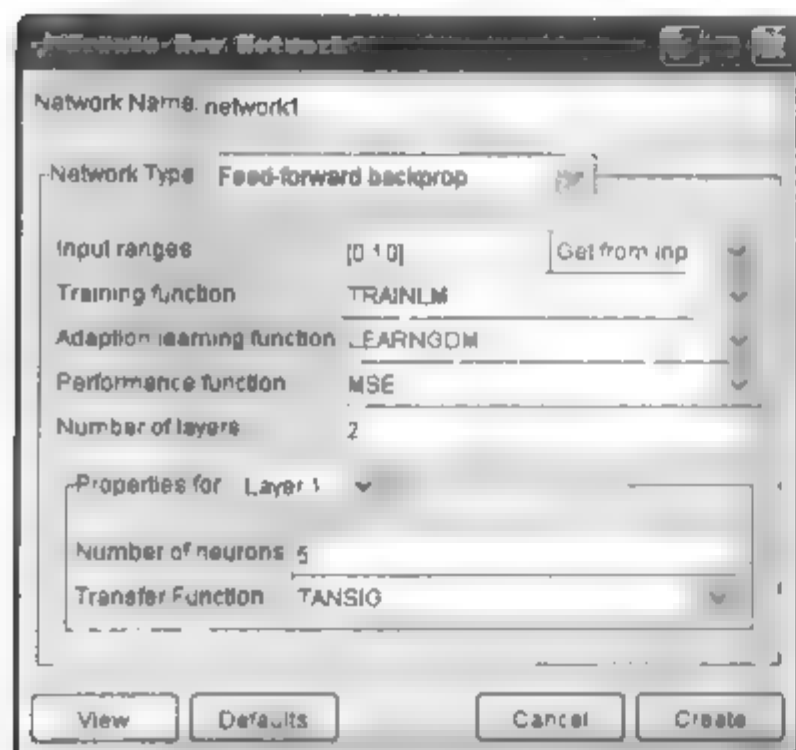 Network Name: network1
Network Type Feed-forward backprop
Input ranges [0 10] Get from inp
Training function TRAINLM
Adaption learning function LEARNGDM
Performance function MSE
Number of layers 2
Properties for Layer 1
Number of neurons 5
Transfer Function TANSIG
View Defaults Cancel Create